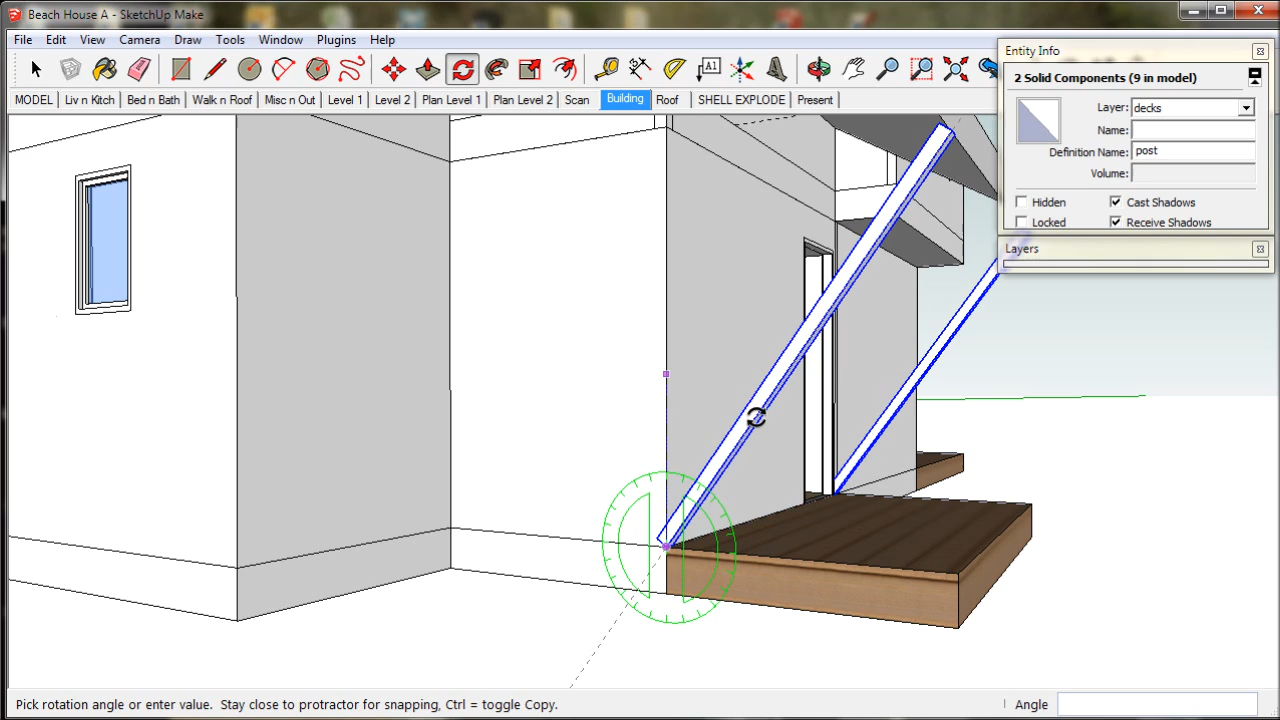 Beach House A - SketchUp Make
File Edit View Camera Draw Tools Window Plugins Help
A1
MODEL Liv n Kitch Bed n Bath Walk n Roof Misc n Out Level 1 Level 2 Plan Level 1 Plan Level 2 Scan Building Roof SHELL EXPLODE Present
Entity Info
2 Solid Components (9 in model)
Layer: decks
Name:
Definition Name: post
Volume:
Hidden Cast Shadows
Locked Receive Shadows
Layers
Pick rotation angle or enter value. Stay close to protractor for snapping, Ctrl = toggle Copy. Angle